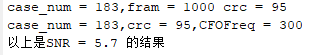 case_num = 183,fram = 1000 crc = 95
case_num = 183,crc = 95,CFOFreq = 300
以上是SNR = 5.7 的结果